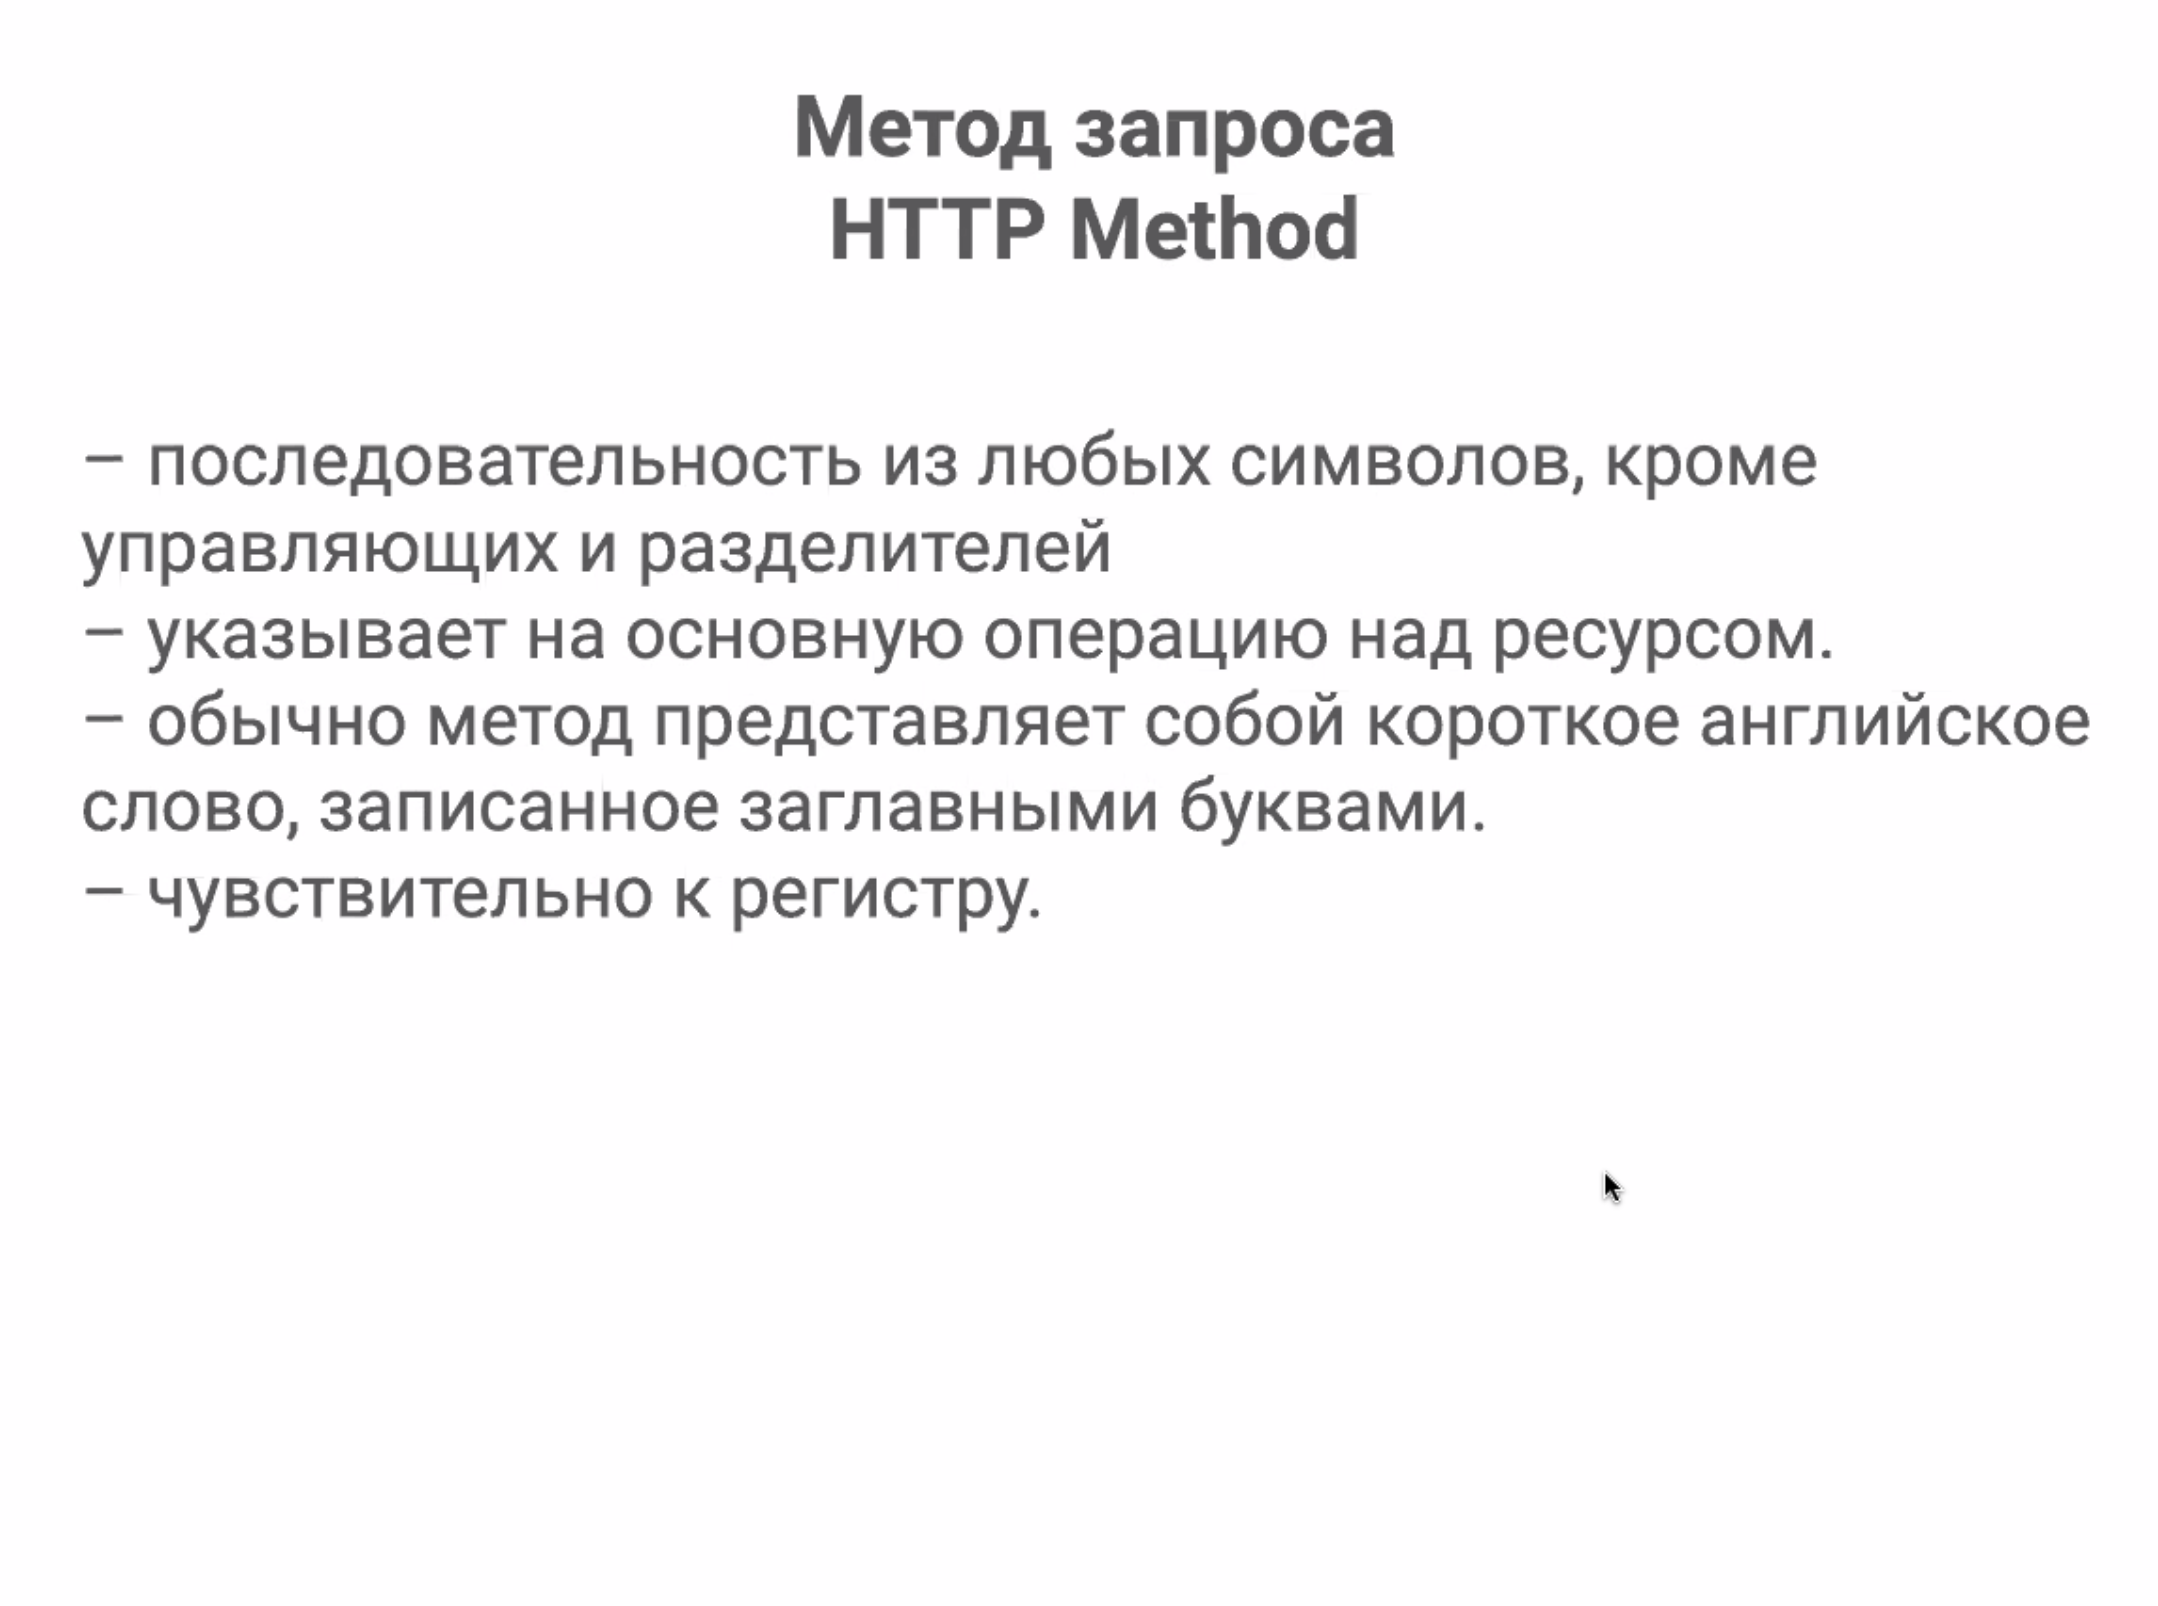 Метод запроса
HTTP Method
– последовательность из любых символов, кроме
управляющих и разделителей
– указывает на основную операцию над ресурсом.
– обычно метод представляет собой короткое английское
слово, записанное заглавными буквами.
– чувствительно к регистру.